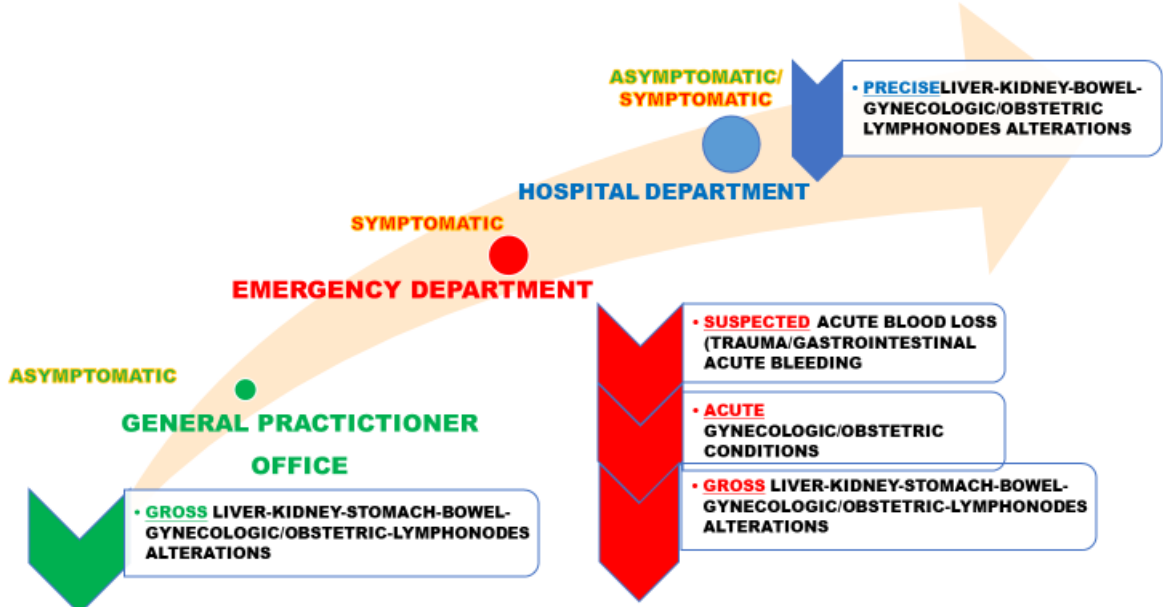 ASYMPTOMATIC/
SYMPTOMATIC
• PRECISELIVER-KIDNEY-BOWEL-
GYNECOLOGIC/OBSTETRIC
LYMPHONODES ALTERATIONS
HOSPITAL DEPARTMENT
SYMPTOMATIC
EMERGENCY DEPARTMENT
• SUSPECTED ACUTE BLOOD LOSS
(TRAUMA/GASTROINTESTINAL
ACUTE BLEEDING
• ACUTE
GYNECOLOGIC/OBSTETRIC
CONDITIONS
• GROSS LIVER-KIDNEY-STOMACH-BOWEL-
GYNECOLOGIC/OBSTETRIC-LYMPHONODES
ALTERATIONS
ASYMPTOMATIC
GENERAL PRACTICTIONER
OFFICE
• GROSS LIVER-KIDNEY-STOMACH-BOWEL-
GYNECOLOGIC/OBSTETRIC-LYMPHONODES
ALTERATIONS